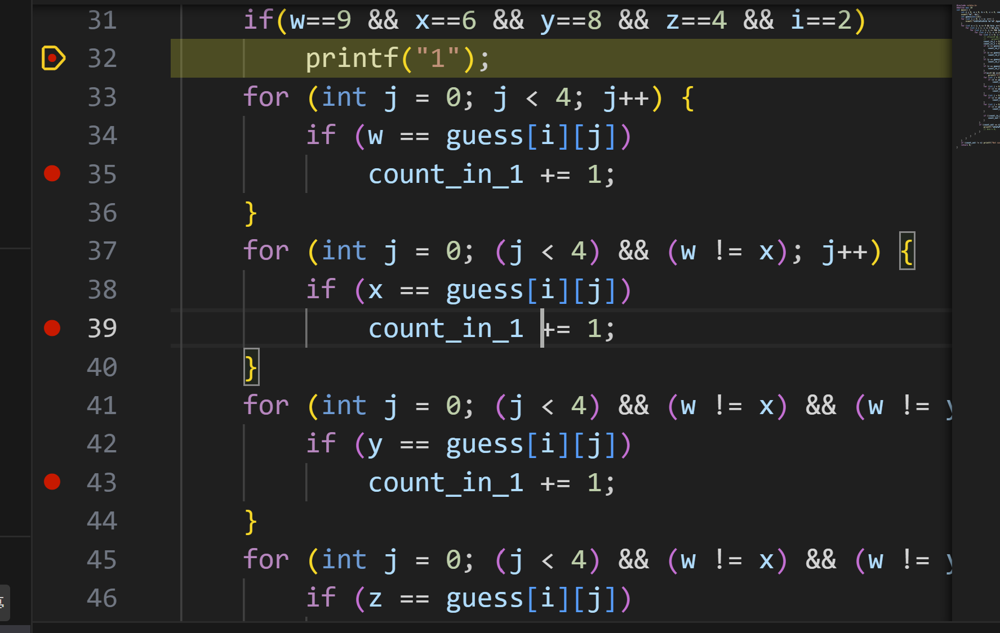 31 if(w==9 && x==6 && y==8 && z==4 && i==2)
32 printf("1");
33 for (int j = 0; j < 4; j++) {
34 if (w == guess[i][j])
35 count_in_1 += 1;
36 }
37 for (int j = 0; (j < 4) && (w != x); j++) {
38 if (x == guess[i][j])
39 count_in_1 += 1;
40 }
41 for (int j = 0; (j < 4) && (w != x) && (w != y
42 if (y == guess[i][j])
43 count_in_1 += 1;
44 }
45 for (int j = 0; (j < 4) && (w != x) && (w != y
46 if (z == guess[i][j])